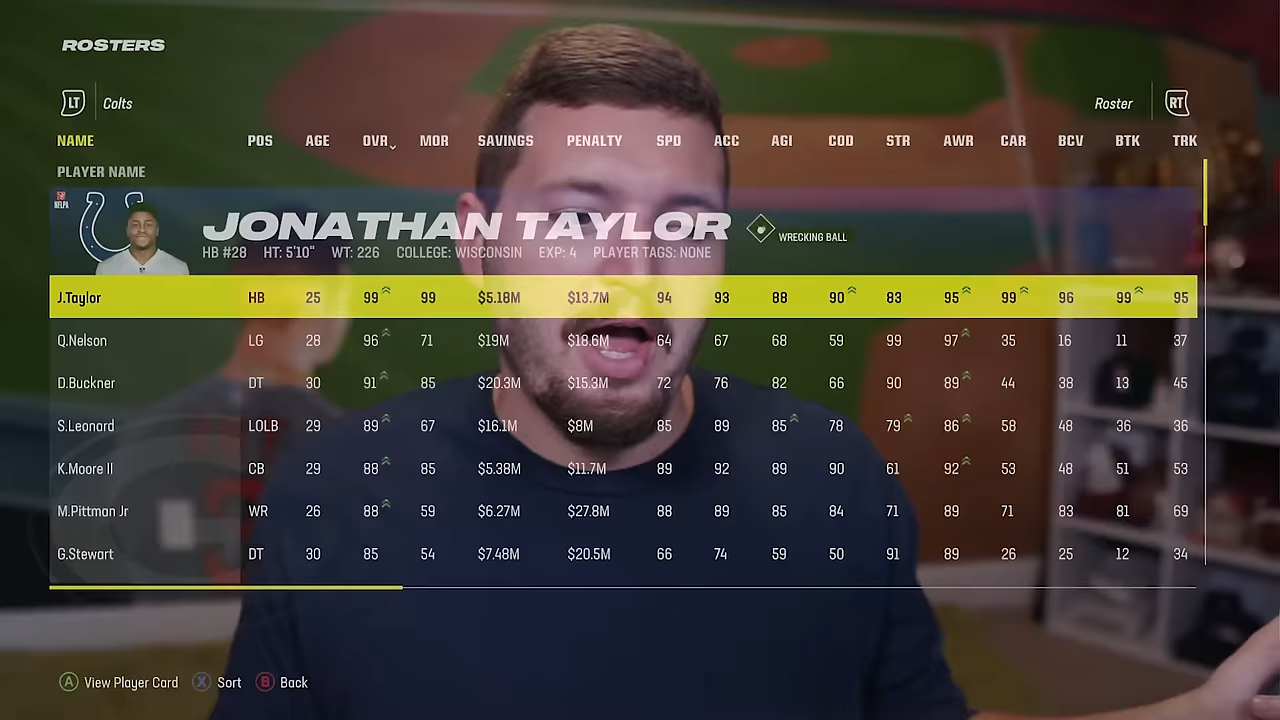 ROSTERS
LT Colts Roster RT
NAME POS AGE OVR MOR SAVINGS PENALTY SPD ACC AGI COD STR AWR CAR BCV BTK TRK
PLAYER NAME
NFLPA
JONATHAN TAYLOR WRECKING BALL
HB #28 HT: 5'10" WT: 226 COLLEGE: WISCONSIN EXP: 4 PLAYER TAGS: NONE
J.Taylor HB 25 99 99 $5.18M $13.7M 94 93 88 90 83 95 99 96 99 95
Q.Nelson LG 28 96 71 $19M $18.6M 64 67 68 59 99 97 35 16 11 37
D.Buckner DT 30 91 85 $20.3M $15.3M 72 76 82 66 90 89 44 38 13 45
S.Leonard LOLB 29 89 67 $16.1M $8M 85 89 85 78 79 86 58 48 36 36
K.Moore II CB 29 88 85 $5.38M $11.7M 89 92 89 90 61 92 53 48 51 53
M.Pittman Jr WR 26 88 59 $6.27M $27.8M 88 89 85 84 71 89 71 83 81 69
G.Stewart DT 30 85 54 $7.48M $20.5M 66 74 59 50 91 89 26 25 12 34
A View Player Card X Sort B Back